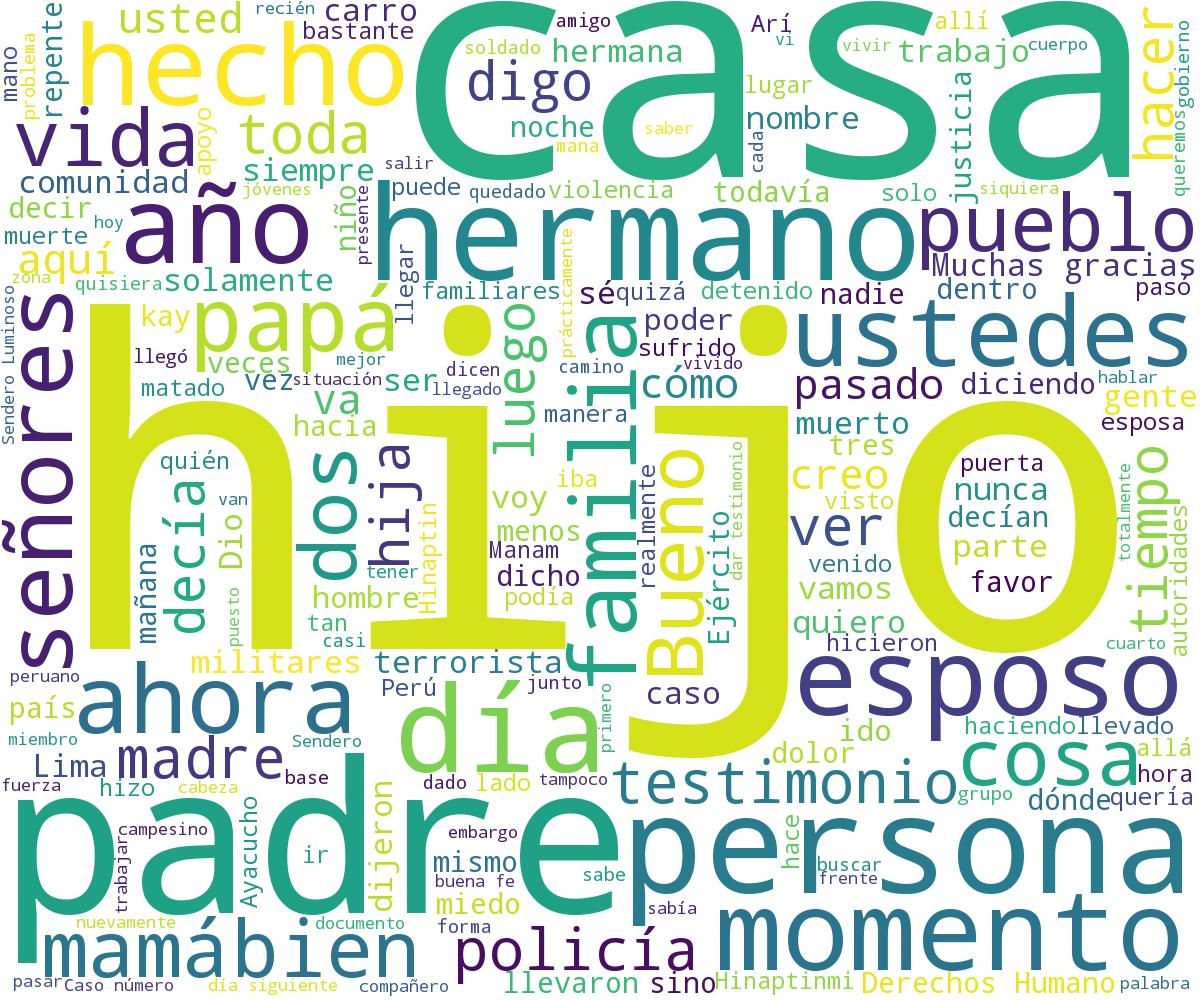 mano
problema
repente
usted
recién
carro
bastante
hecho
casa
soldado
amigo
hermana
digo
noche
mana
saber
lugar
Arí
vi
vivir
allí
trabajo
cuerpo
nombre
cada
justicia
hacer
gobierno
queremos
vida
apoyo
toda
siempre
salir
comunidad
jóvenes
decir
hoy
muerte
año
niño
presente
puede
quedado
violencia
todavía
solo
siquiera
hermano
pueblo
aquí
zona
quisiera
solamente
llegar
familiares
prácticamente
sé
quizá
detenido
nadie
Muchas gracias
dentro
pasó
Sendero Luminoso
señores
kay
papá
llegó
veces
mejor
matado
vez
situación
ser
dicen
llegado
luego
camino
manera
familia
poder
sufrido
vivido
cómo
ustedes
pasado
diciendo
hablar
gente
esposa
hijo
va
hacia
quién
van
decía
Dio
puesto
mañana
dos
hija
tener
Hinaptin
hombre
tan
casi
voy
iba
menos
Manam
dicho
podía
realmente
Bueno
Ejército
dar testimonio
muerto
tres
creo
visto
ver
venido
vamos
quiero
hicieron
puerta
nunca
decían
parte
favor
totalmente
tiempo
autoridades
cuarto
peruano
militares
terrorista
Perú
junto
caso
esposo
país
ahora
miembro
Sendero
día
primero
ido
dolor
haciendo
llevado
Lima
madre
base
fuerza
hizo
cabeza
dado
lado
tampoco
testimonio
cosa
allá
hora
grupo
dónde
quería
padre
campesino
trabajar
Ayacucho
ir
dijeron
embargo
mismo
buena fe
miedo
forma
sabe
persona
hace
buscar
frente
sabía
momento
nuevamente
documento
mamá
bien
policía
pasar
Caso número
día siguiente
compañero
llevaron
sino
Hinaptinmi
Derechos Humano
palabra